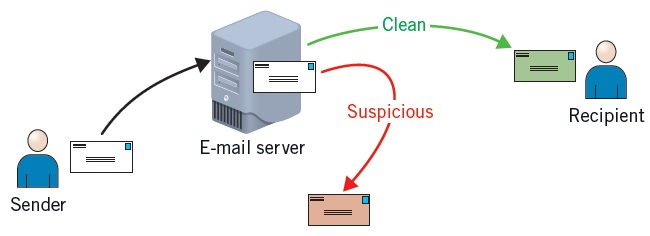 Clean
Suspicious
Recipient
E-mail server
Sender